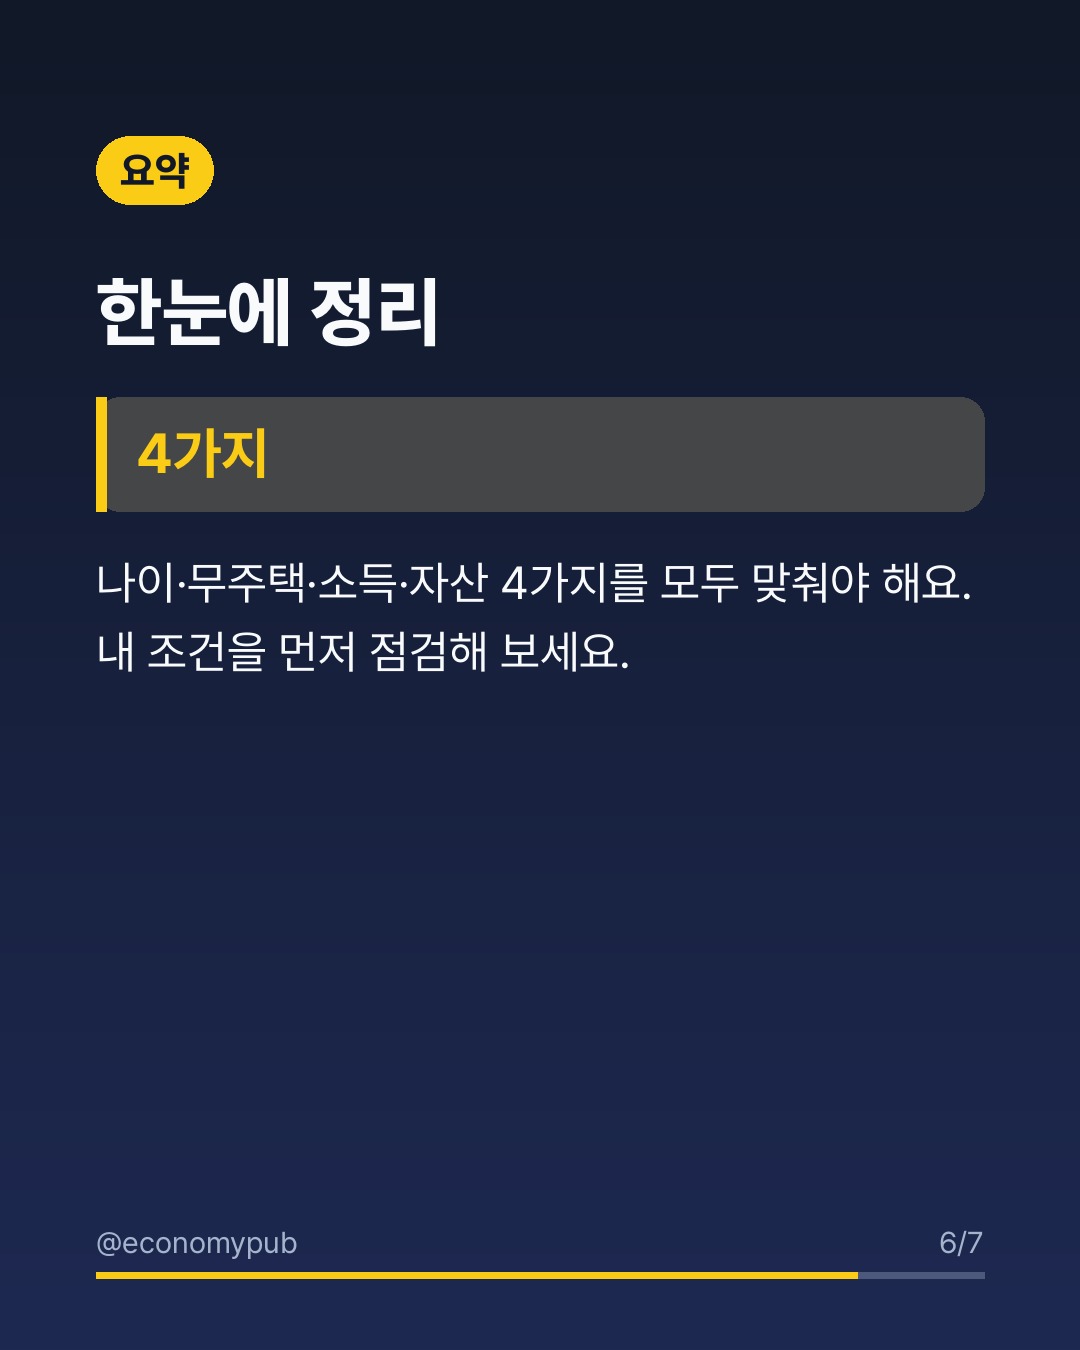 요약
한눈에 정리
4가지
나이·무주택·소득·자산 4가지를 모두 맞춰야 해요.
내 조건을 먼저 점검해 보세요.
@economypub
6/7